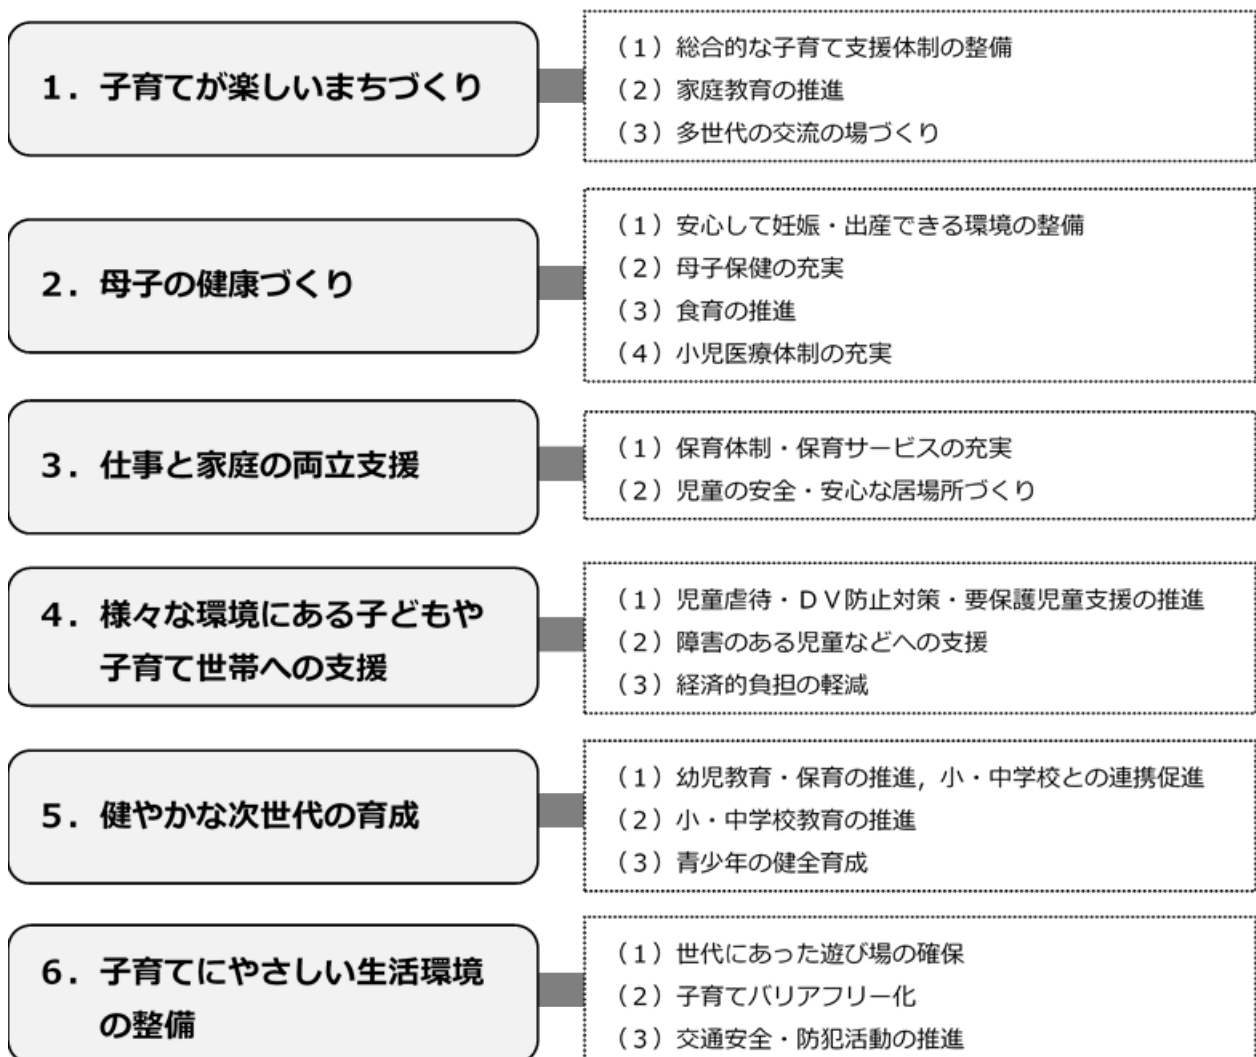 １．子育てが楽しいまちづくり
（１）総合的な子育て支援体制の整備
（２）家庭教育の推進
（３）多世代の交流の場づくり
２．母子の健康づくり
（１）安心して妊娠・出産できる環境の整備
（２）母子保健の充実
（３）食育の推進
（４）小児医療体制の充実
３．仕事と家庭の両立支援
（１）保育体制・保育サービスの充実
（２）児童の安全・安心な居場所づくり
４．様々な環境にある子どもや
子育て世帯への支援
（１）児童虐待・ＤＶ防止対策・要保護児童支援の推進
（２）障害のある児童などへの支援
（３）経済的負担の軽減
５．健やかな次世代の育成
（１）幼児教育・保育の推進，小・中学校との連携促進
（２）小・中学校教育の推進
（３）青少年の健全育成
６．子育てにやさしい生活環境
の整備
（１）世代にあった遊び場の確保
（２）子育てバリアフリー化
（３）交通安全・防犯活動の推進